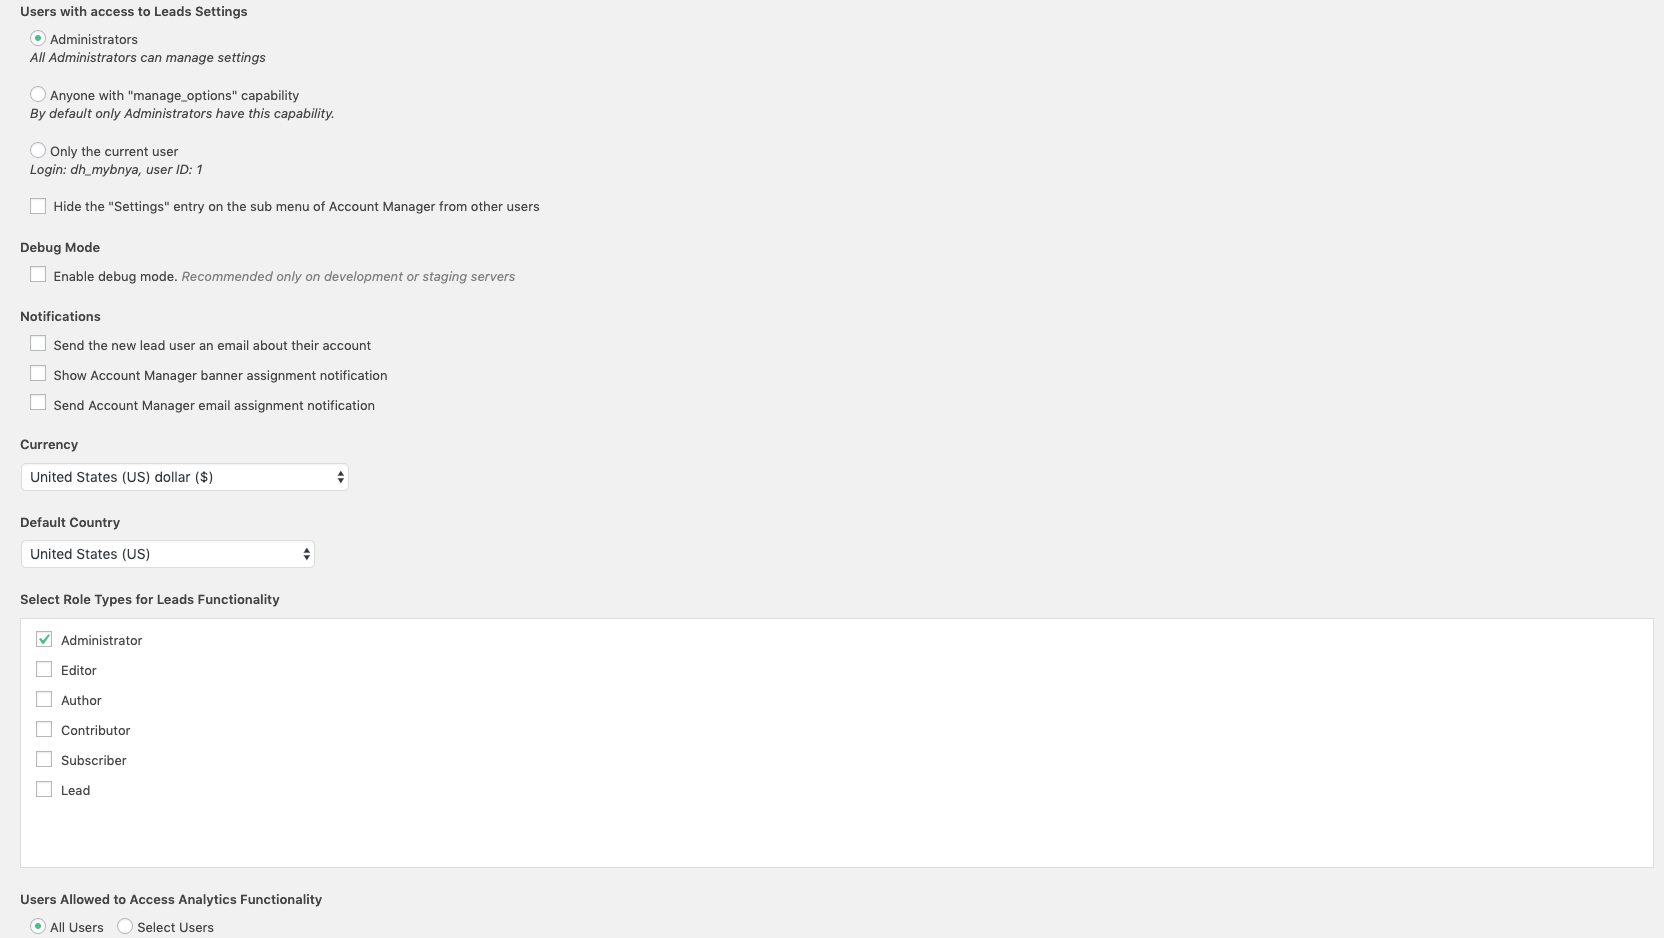 Users with access to Leads Settings
Administrators
All Administrators can manage settings
Anyone with "manage_options" capability
By default only Administrators have this capability.
Only the current user
Login: dh_mybnya, user ID: 1
Hide the "Settings" entry on the sub menu of Account Manager from other users
Debug Mode
Enable debug mode. Recommended only on development or staging servers
Notifications
Send the new lead user an email about their account
Show Account Manager banner assignment notification
Send Account Manager email assignment notification
Currency
United States (US) dollar ($)
Default Country
United States (US)
Select Role Types for Leads Functionality
Administrator
Editor
Author
Contributor
Subscriber
Lead
Users Allowed to Access Analytics Functionality
All Users Select Users